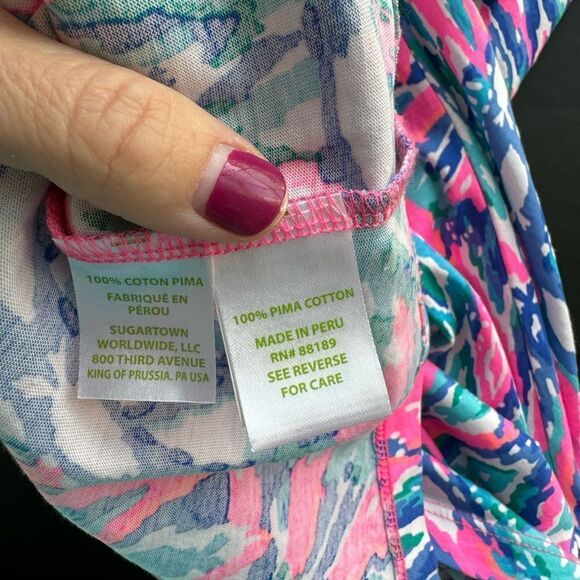 100% COTON PIMA
FABRIQUÉ EN
PÉROU
SUGARTOWN
WORLDWIDE, LLC
800 THIRD AVENUE
KING OF PRUSSIA. PA USA
100% PIMA COTTON
MADE IN PERU
RN# 88189
SEE REVERSE
FOR CARE